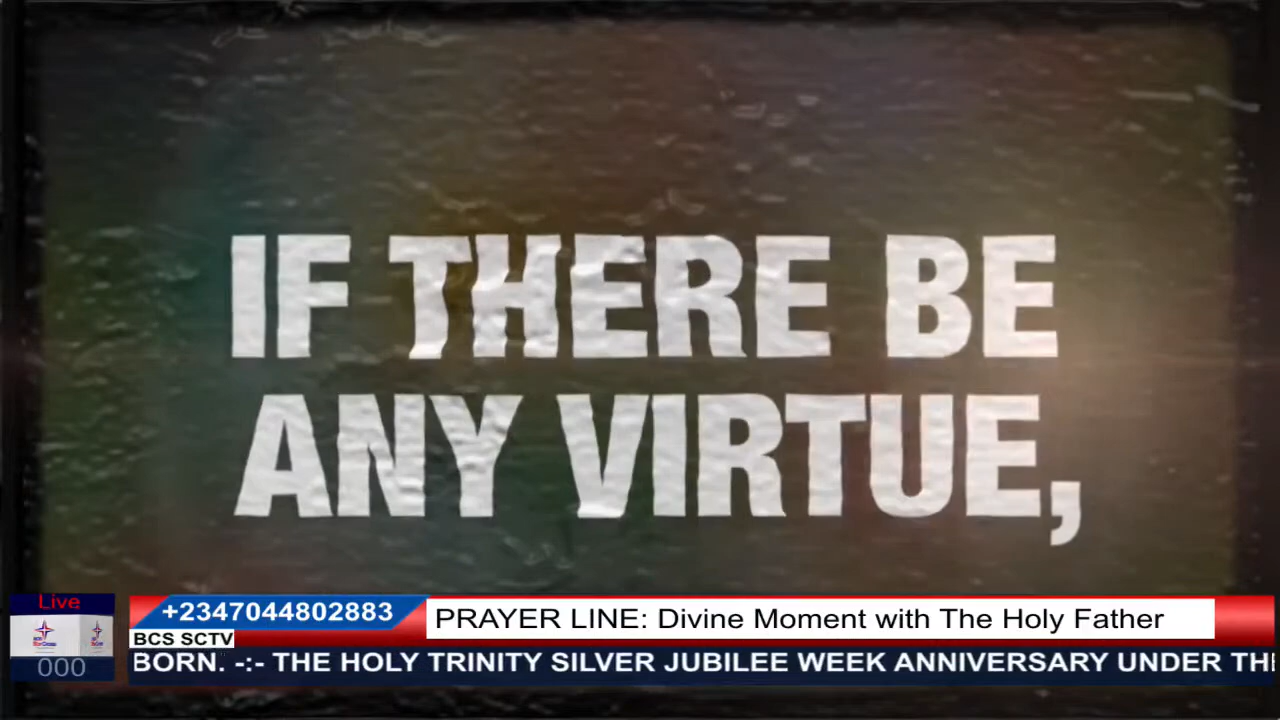 IF THERE BE
ANY VIRTUE,
Live
000
+2347044802883
PRAYER LINE: Divine Moment with The Holy Father
BCS SCTV
BORN. -:- THE HOLY TRINITY SILVER JUBILEE WEEK ANNIVERSARY UNDER TH